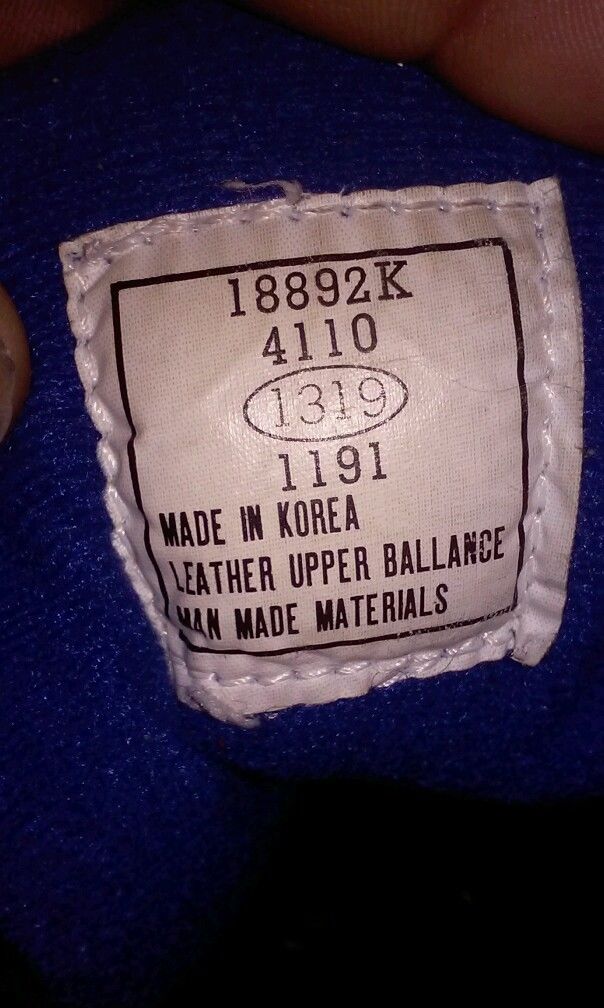 18892K
4110
1319
1191
MADE IN KOREA
LEATHER UPPER BALLANCE
MAN MADE MATERIALS